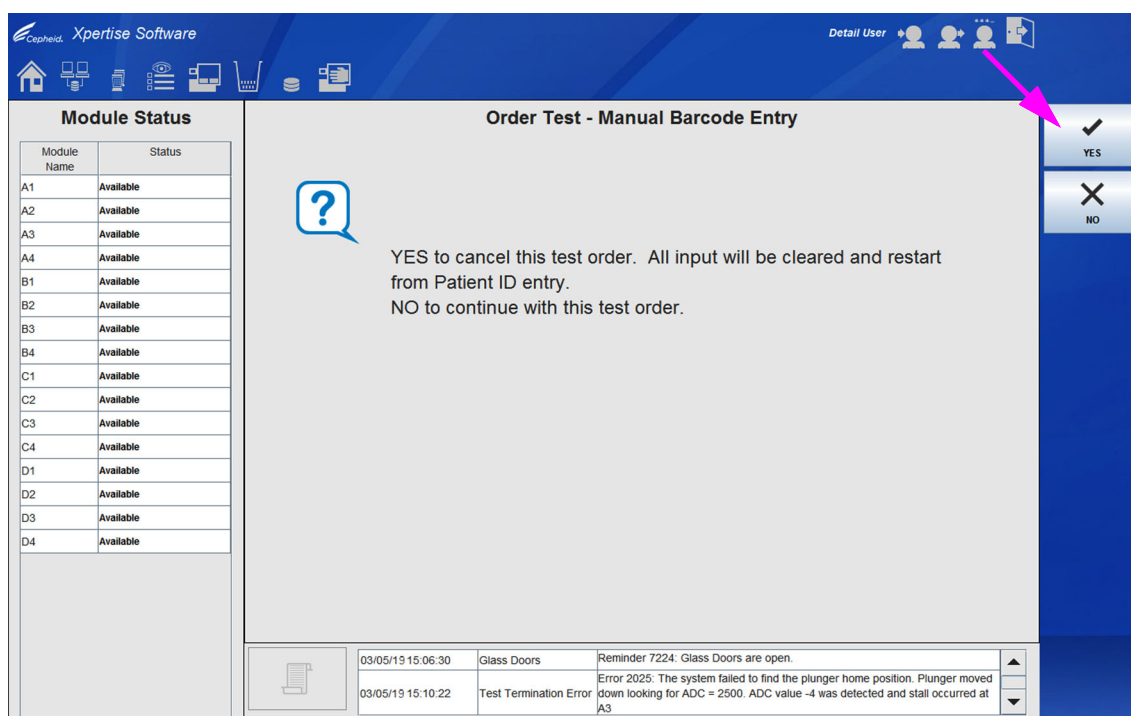 Cepheid. Xpertise Software
Detail User
Module Status
Order Test - Manual Barcode Entry
YES
NO
Module Name Status
A1 Available
A2 Available
A3 Available
A4 Available
B1 Available
B2 Available
B3 Available
B4 Available
C1 Available
C2 Available
C3 Available
C4 Available
D1 Available
D2 Available
D3 Available
D4 Available
?
YES to cancel this test order. All input will be cleared and restart
from Patient ID entry.
NO to continue with this test order.
03/05/19 15:06:30 Glass Doors Reminder 7224: Glass Doors are open.
03/05/19 15:10:22 Test Termination Error Error 2025: The system failed to find the plunger home position. Plunger moved
down looking for ADC = 2500. ADC value -4 was detected and stall occurred at
A3